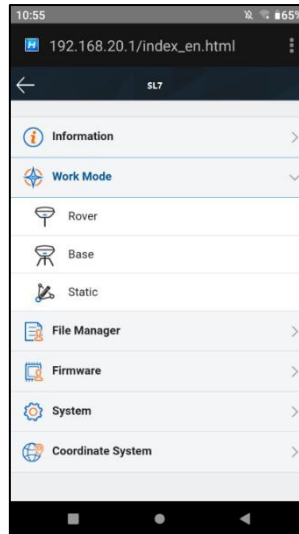 10:55
65%
192.168.20.1/index_en.html
SL7
Information
Work Mode
Rover
Base
Static
File Manager
Firmware
System
Coordinate System